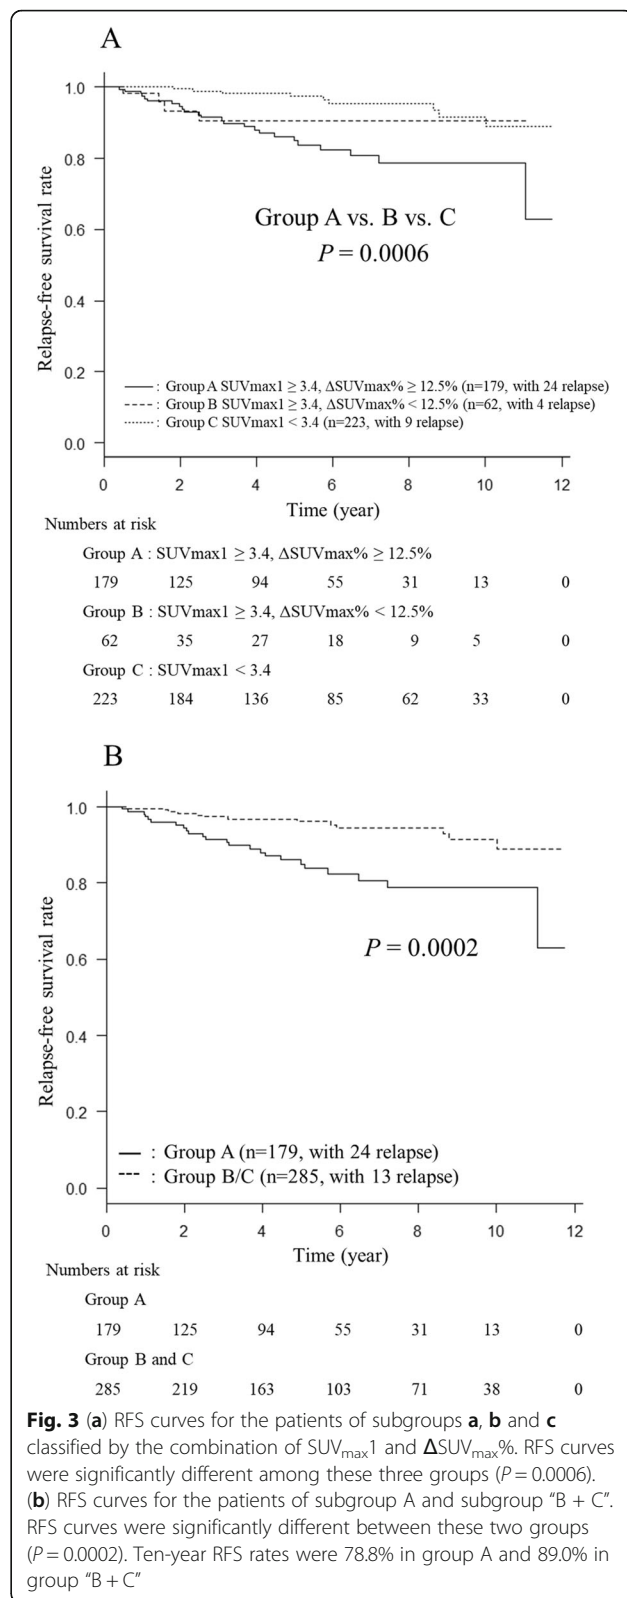 A
Relapse-free survival rate
1.0
0.8
0.6
0.4
0.2
0.0
Group A vs. B vs. C
P = 0.0006
: Group A SUVmax1 ≥ 3.4, ΔSUVmax% ≥ 12.5% (n=179, with 24 relapse)
: Group B SUVmax1 ≥ 3.4, ΔSUVmax% < 12.5% (n=62, with 4 relapse)
: Group C SUVmax1 < 3.4 (n=223, with 9 relapse)
0 2 4 6 8 10 12
Time (year)
Numbers at risk
Group A : SUVmax1 ≥ 3.4, ΔSUVmax% ≥ 12.5%
179 125 94 55 31 13 0
Group B : SUVmax1 ≥ 3.4, ΔSUVmax% < 12.5%
62 35 27 18 9 5 0
Group C : SUVmax1 < 3.4
223 184 136 85 62 33 0
B
Relapse-free survival rate
1.0
0.8
0.6
0.4
0.2
0.0
P = 0.0002
: Group A (n=179, with 24 relapse)
: Group B/C (n=285, with 13 relapse)
0 2 4 6 8 10 12
Time (year)
Numbers at risk
Group A
179 125 94 55 31 13 0
Group B and C
285 219 163 103 71 38 0
Fig. 3 (a) RFS curves for the patients of subgroups a, b and c
classified by the combination of SUVmax1 and ΔSUVmax%. RFS curves
were significantly different among these three groups (P = 0.0006).
(b) RFS curves for the patients of subgroup A and subgroup “B + C”.
RFS curves were significantly different between these two groups
(P = 0.0002). Ten-year RFS rates were 78.8% in group A and 89.0% in
group “B + C”